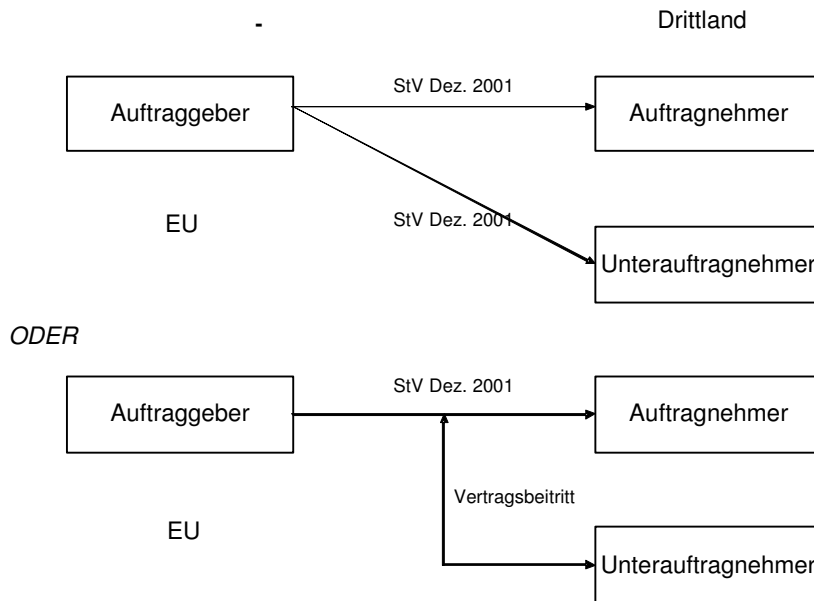 - Drittland
StV Dez. 2001
Auftraggeber Auftragnehmer
EU StV Dez. 2001
Unterauftragnehmer
ODER
StV Dez. 2001
Auftraggeber Auftragnehmer
Vertragsbeitritt
EU
Unterauftragnehmer